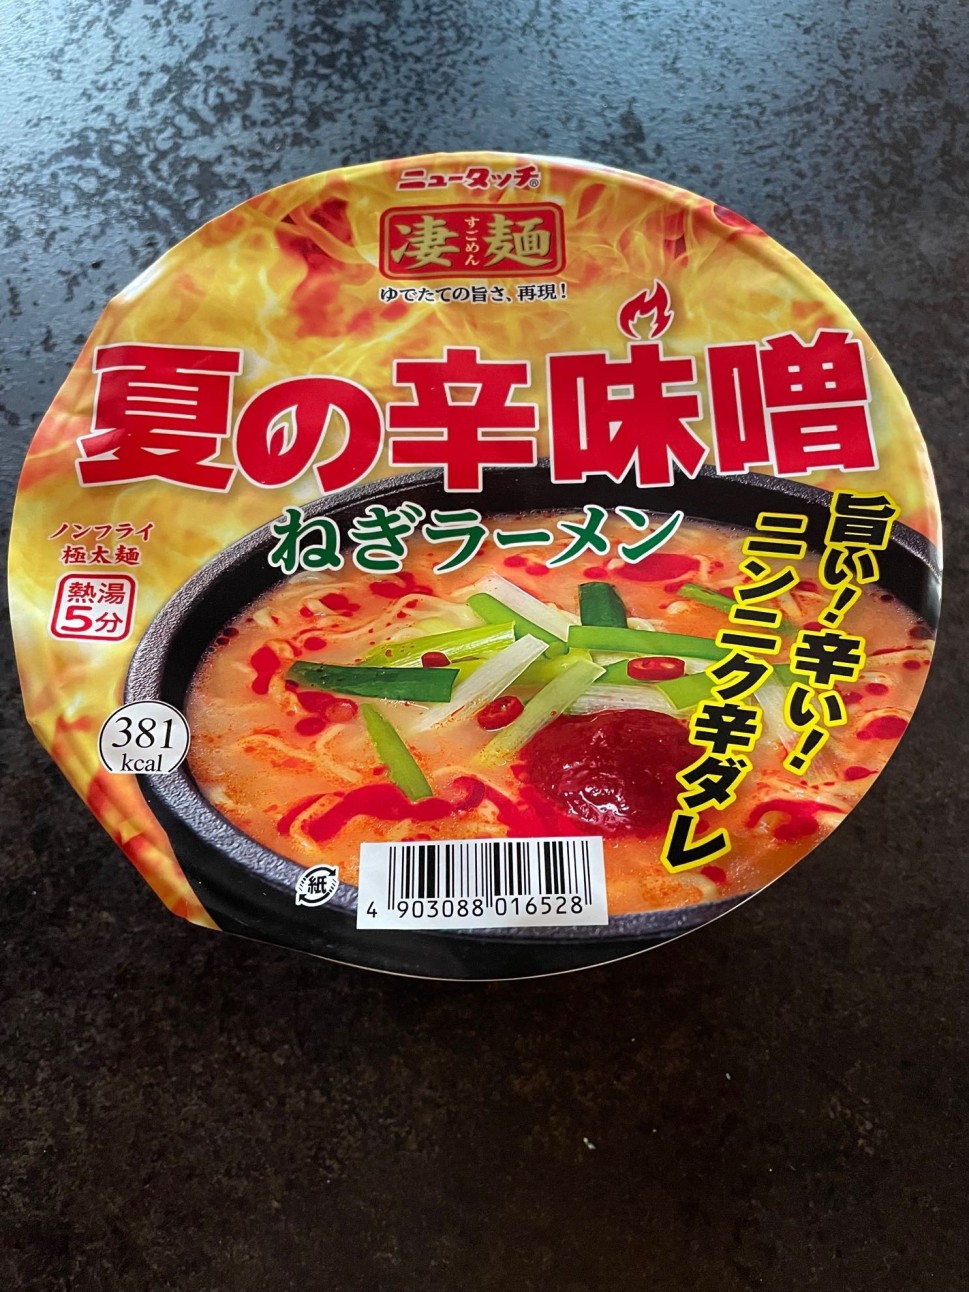 ニュータッチ®
凄麺
すごめん
ゆでたての旨さ、再現!
夏の辛味噌
ねぎラーメン
旨い!辛い!
ニンニク辛ダレ
ノンフライ
極太麺
熱湯
5分
381
kcal
紙
4 903088 016528